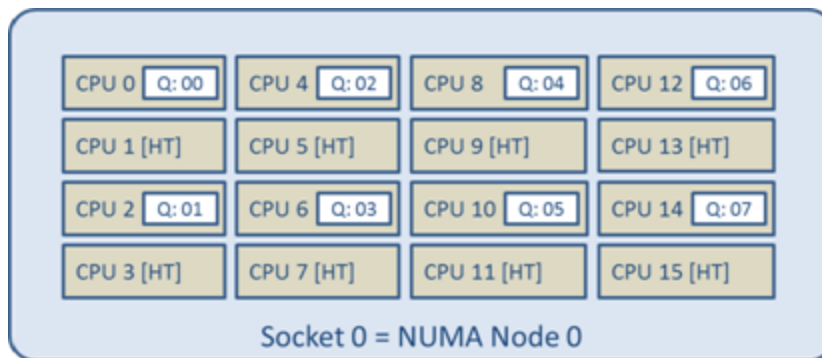 CPU 0 Q: 00 CPU 4 Q: 02 CPU 8 Q: 04 CPU 12 Q: 06
CPU 1 [HT] CPU 5 [HT] CPU 9 [HT] CPU 13 [HT]
CPU 2 Q: 01 CPU 6 Q: 03 CPU 10 Q: 05 CPU 14 Q: 07
CPU 3 [HT] CPU 7 [HT] CPU 11 [HT] CPU 15 [HT]
Socket 0 = NUMA Node 0